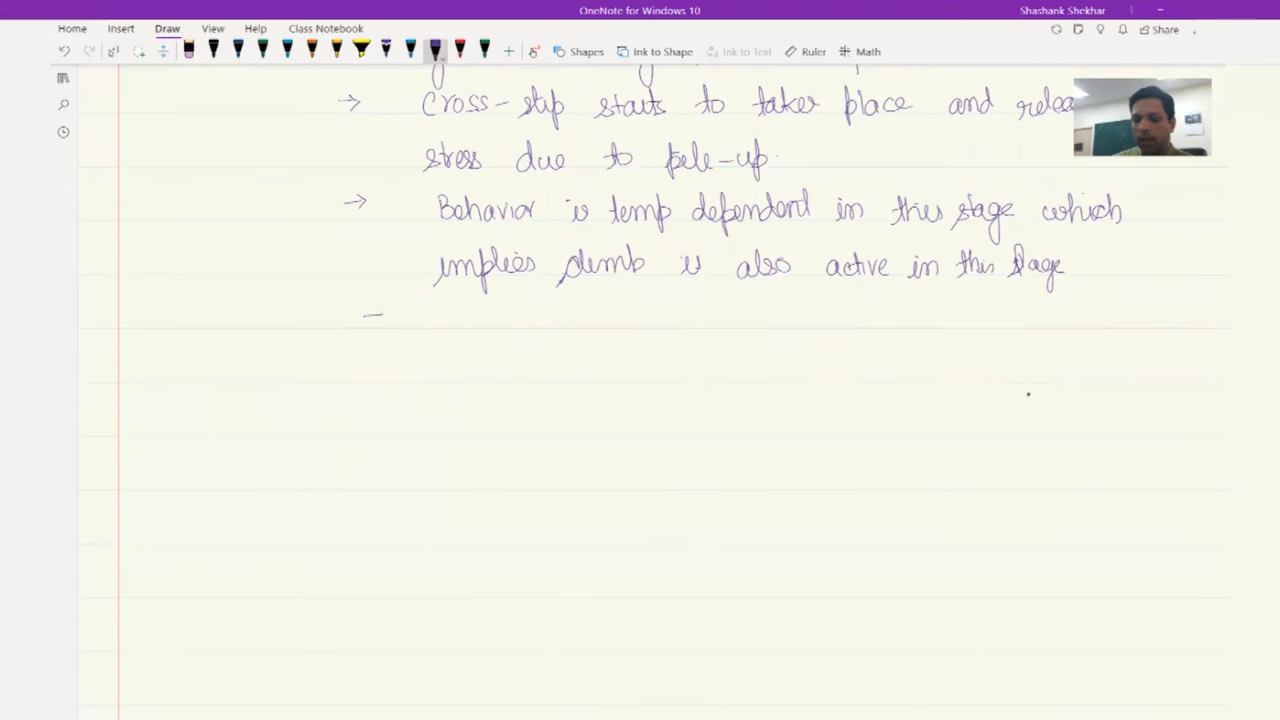 OneNote for Windows 10
Shashank Shekhar
Home Insert Draw View Help Class Notebook
Share
Shapes Ink to Shape Ink to Text Ruler Math
→ Cross-slip starts to takes place and relea
stress due to pile-up.
→ Behavior is temp dependent in this stage which
implies climb is also active in this stage
–